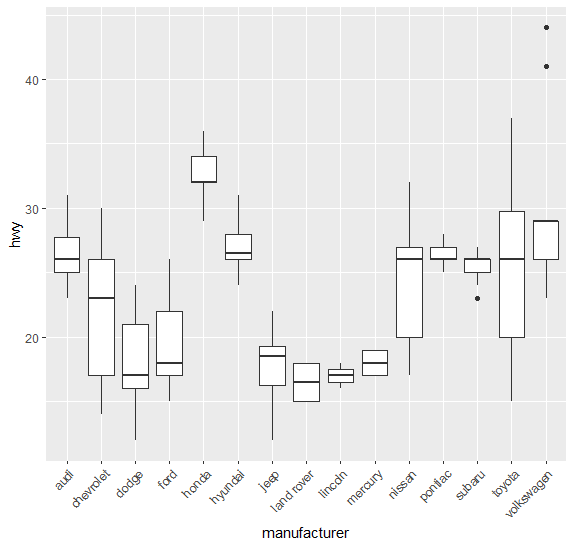 hwy
40
30
20
audi
chevrolet
dodge
ford
honda
hyundai
jeep
land rover
lincoln
mercury
nissan
pontiac
subaru
toyota
volkswagen
manufacturer